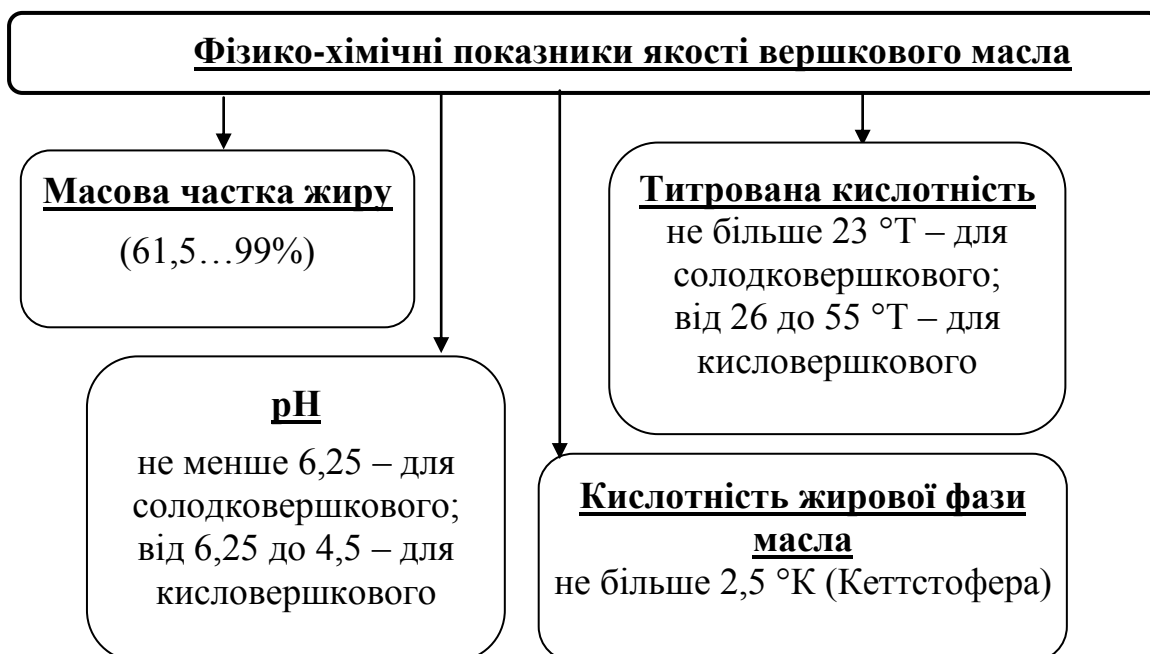 Фізико-хімічні показники якості вершкового масла
Масова частка жиру
(61,5…99%)
Титрована кислотність
не більше 23 °Т – для
солодковершкового;
від 26 до 55 °Т – для
кисловершкового
рН
не менше 6,25 – для
солодковершкового;
від 6,25 до 4,5 – для
кисловершкового
Кислотність жирової фази
масла
не більше 2,5 °К (Кеттстофера)